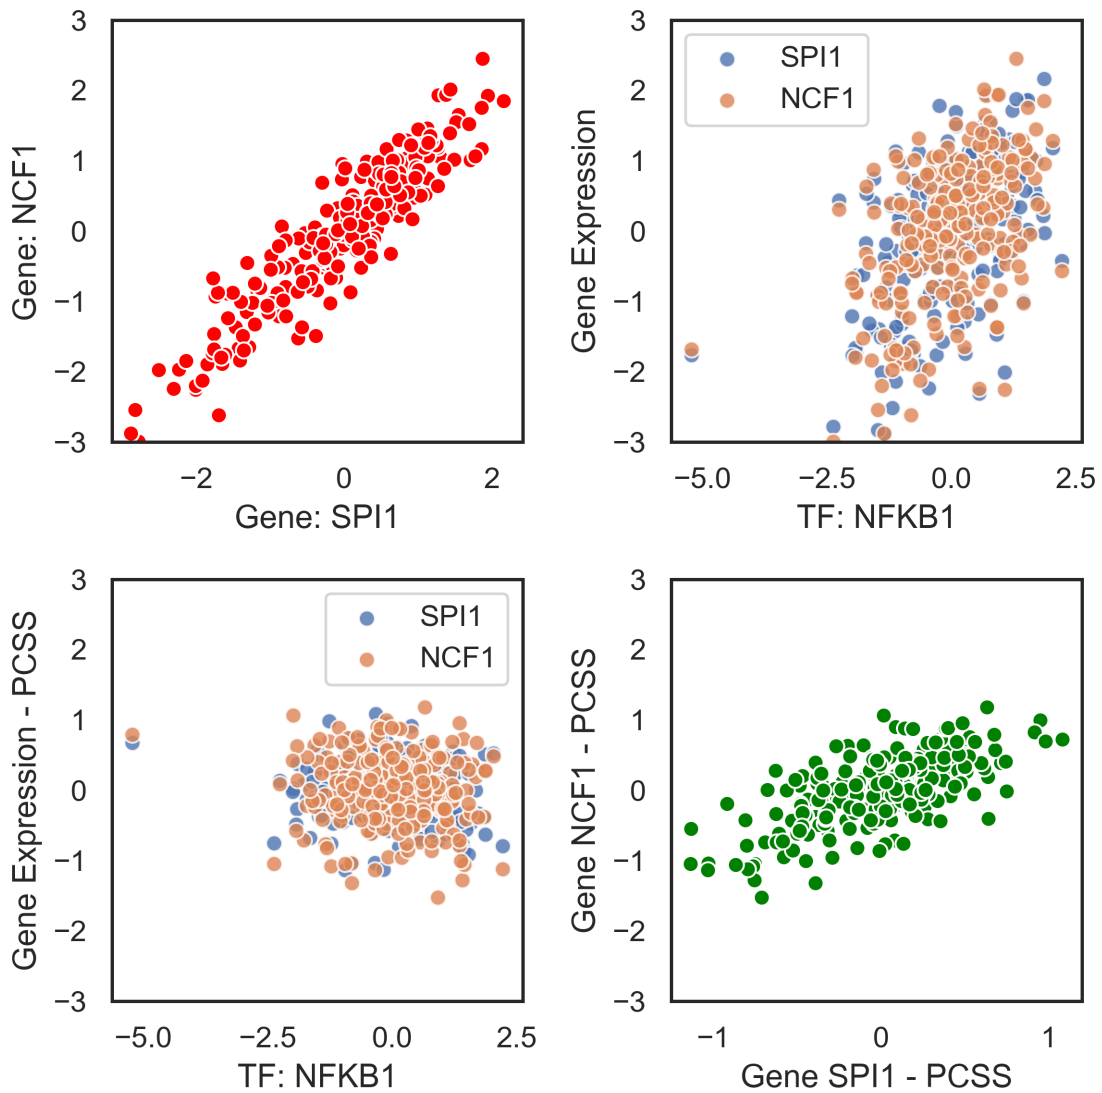 3
2
1
0
−1
−2
−3
Gene: NCF1
−2 0 2
Gene: SPI1
3
2
1
0
−1
−2
−3
Gene Expression
SPI1
NCF1
−5.0 −2.5 0.0 2.5
TF: NFKB1
3
2
1
0
−1
−2
−3
Gene Expression - PCSS
SPI1
NCF1
−5.0 −2.5 0.0 2.5
TF: NFKB1
3
2
1
0
−1
−2
−3
Gene NCF1 - PCSS
−1 0 1
Gene SPI1 - PCSS